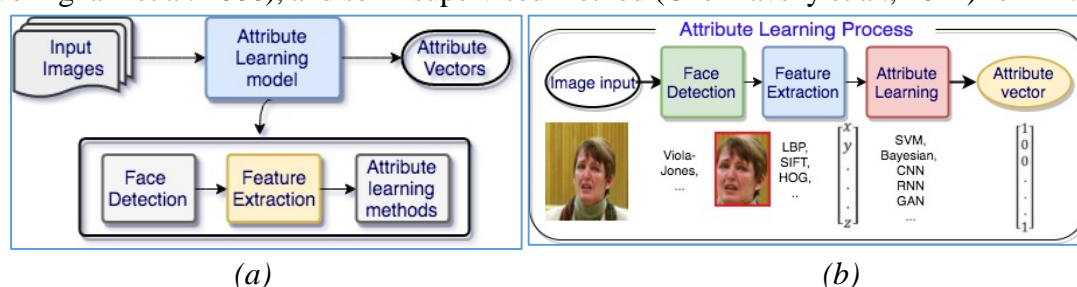 Input
Images
Attribute
Learning
model
Attribute
Vectors
Face
Detection
Feature
Extraction
Attribute
learning
methods
(a)
Attribute Learning Process
Image input
Face
Detection
Feature
Extraction
Attribute
Learning
Attribute
vector
Viola-
Jones,
...
LBP,
SIFT,
HOG,
..
x
y
.
.
.
z
SVM,
Bayesian,
CNN
RNN
GAN
...
1
0
0
.
.
.
1
(b)